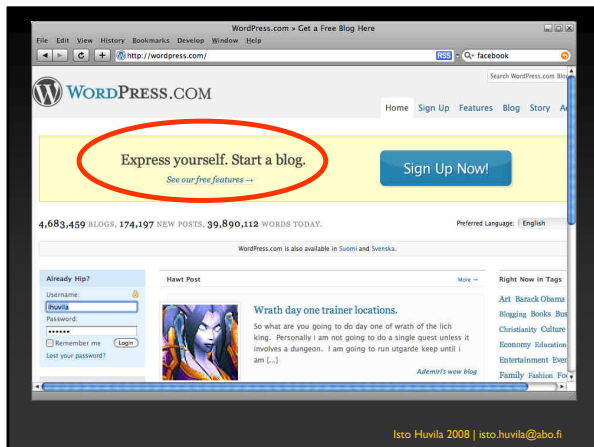 WordPress.com » Get a Free Blog Here
File Edit View History Bookmarks Develop Window Help
http://wordpress.com/ RSS Q- facebook
Search WordPress.com Blo
WORDPRESS.COM
Home Sign Up Features Blog Story
Express yourself. Start a blog.
See our free features →
Sign Up Now!
4,683,459 BLOGS, 174,197 NEW POSTS, 39,890,112 WORDS TODAY.
Preferred Language: English
WordPress.com is also available in Suomi and Svenska.
Already Hip?
Username:
ihuvila
Password:
••••••
Remember me Login
Lost your password?
Hawt Post
More →
Wrath day one trainer locations.
So what are you going to do day one of wrath of the lich
king. Personally i am not going to do a single quest unless it
involves a dungeon. I am going to run utgarde keep until i
am [...]
Ademiri's wow blog
Right Now in Tags
Art Barack Obama
Blogging Books Bus
Christianity Culture
Economy Education
Entertainment Even
Family Fashion Foo
Isto Huvila 2008 | isto.huvila@abo.fi